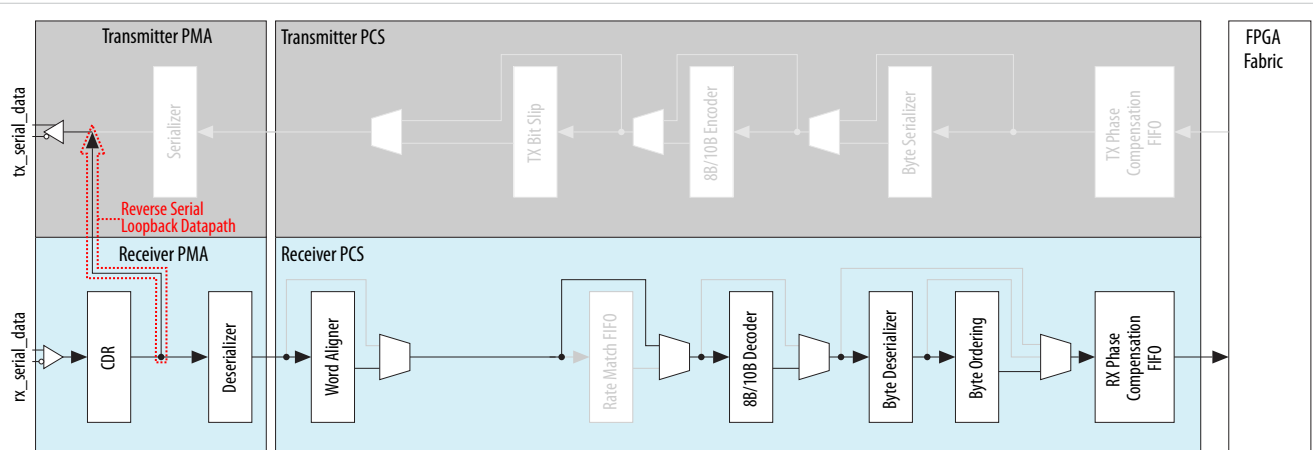 Transmitter PMA
Transmitter PCS
FPGA
Fabric
tx_serial_data
Serializer
TX Bit Slip
8B/10B Encoder
Byte Serializer
TX Phase
Compensation
FIFO
Reverse Serial
Loopback Datapath
Receiver PMA
Receiver PCS
rx_serial_data
CDR
Deserializer
Word Aligner
Rate Match FIFO
8B/10B Decoder
Byte Deserializer
Byte Ordering
RX Phase
Compensation
FIFO